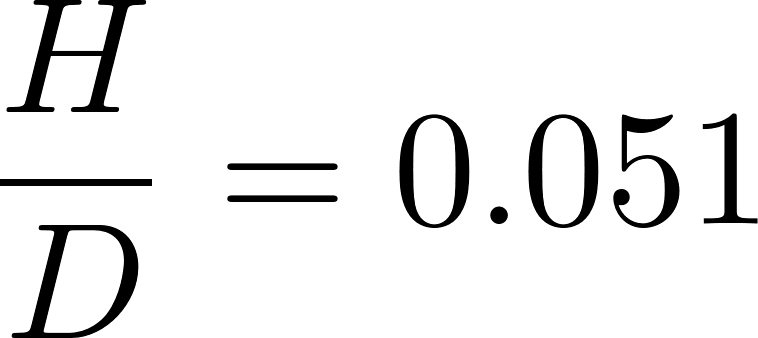 H/D = 0.051